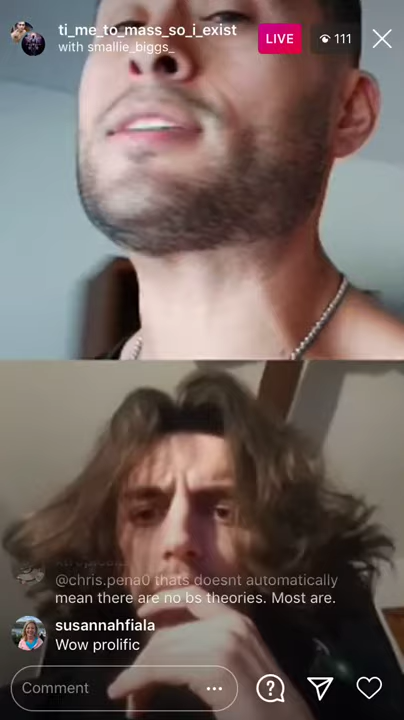 ti_me_to_mass_so_i_exist
with smallie_biggs_
LIVE
111
@chris.pena0 thats doesnt automatically
mean there are no bs theories. Most are.
susannahfiala
Wow prolific
Comment